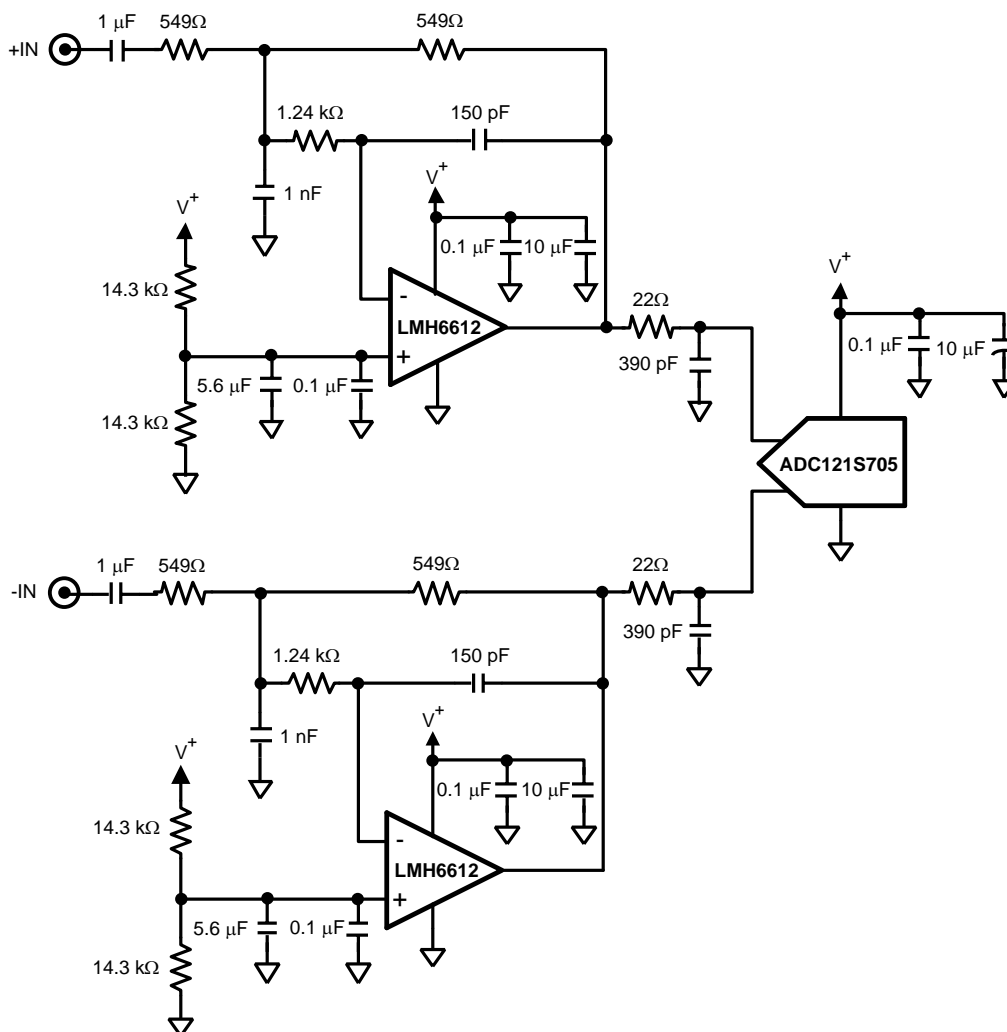 1 μF 549Ω 549Ω
+IN
1.24 kΩ 150 pF
1 nF
V+
V+
0.1 μF 10 μF
14.3 kΩ
-
LMH6612
+
22Ω
V+
0.1 μF 10 μF
390 pF
5.6 μF 0.1 μF
14.3 kΩ
ADC121S705
1 μF 549Ω 549Ω 22Ω
-IN
390 pF
1.24 kΩ 150 pF
1 nF
V+
V+
0.1 μF 10 μF
14.3 kΩ
-
LMH6612
+
5.6 μF 0.1 μF
14.3 kΩ